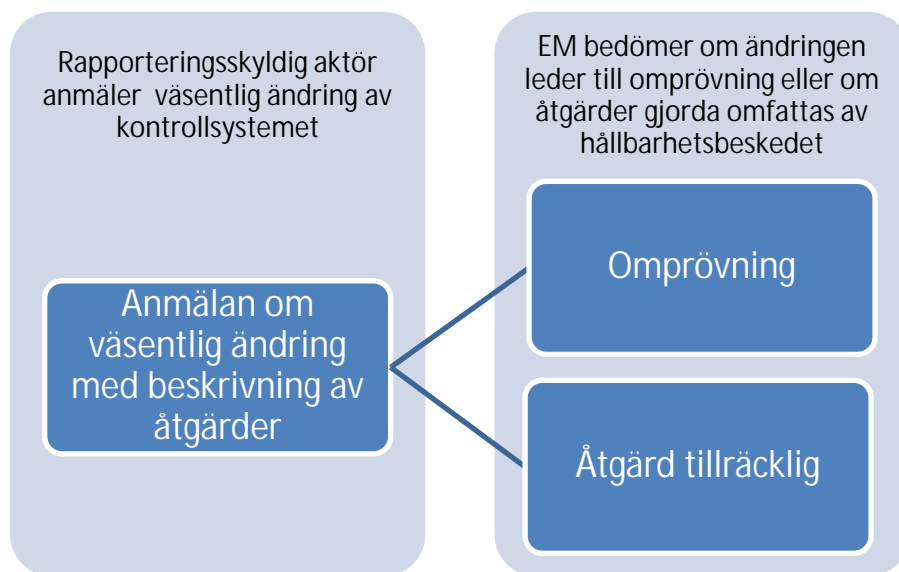 Rapporteringsskyldig aktör
anmäler väsentlig ändring av
kontrollsystemet
Anmälan om
väsentlig ändring
med beskrivning av
åtgärder
EM bedömer om ändringen
leder till omprövning eller om
åtgärder gjorda omfattas av
hållbarhetsbeskedet
Omprövning
Åtgärd tillräcklig